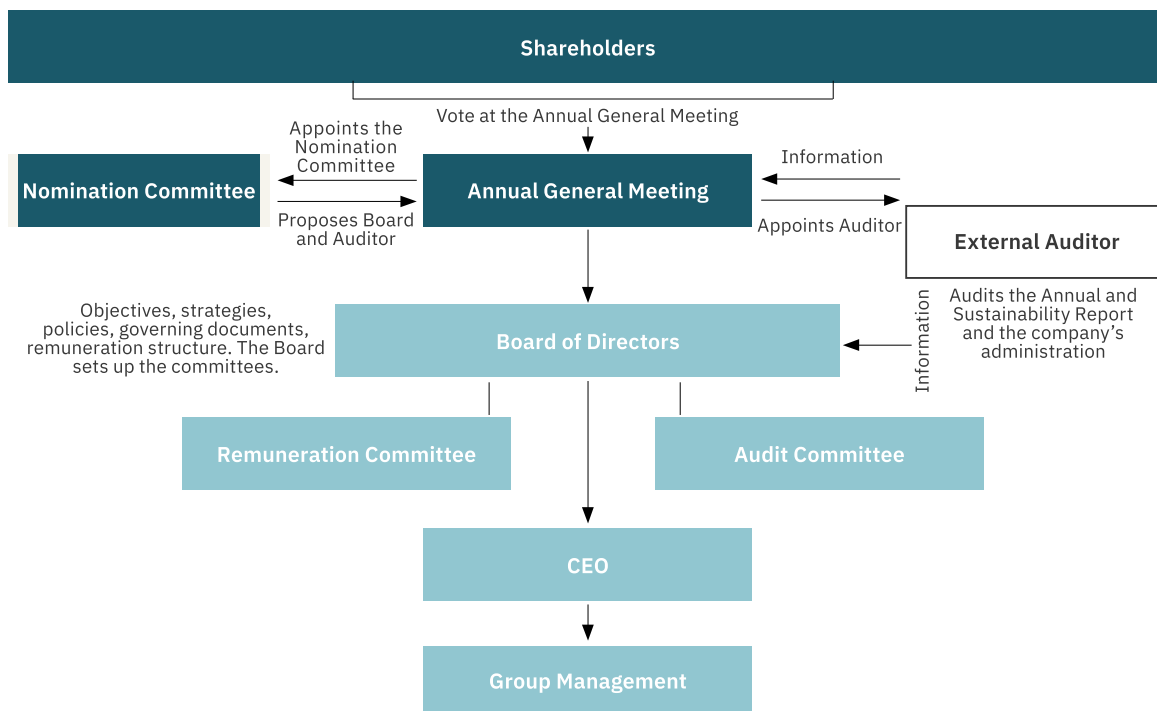 Shareholders
Vote at the Annual General Meeting
Appoints the
Nomination
Committee
Information
Nomination Committee
Annual General Meeting
Proposes Board
and Auditor
Appoints Auditor
External Auditor
Objectives, strategies,
policies, governing documents,
remuneration structure. The Board
sets up the committees.
Board of Directors
Information
Audits the Annual and
Sustainability Report
and the company’s
administration
Remuneration Committee
Audit Committee
CEO
Group Management